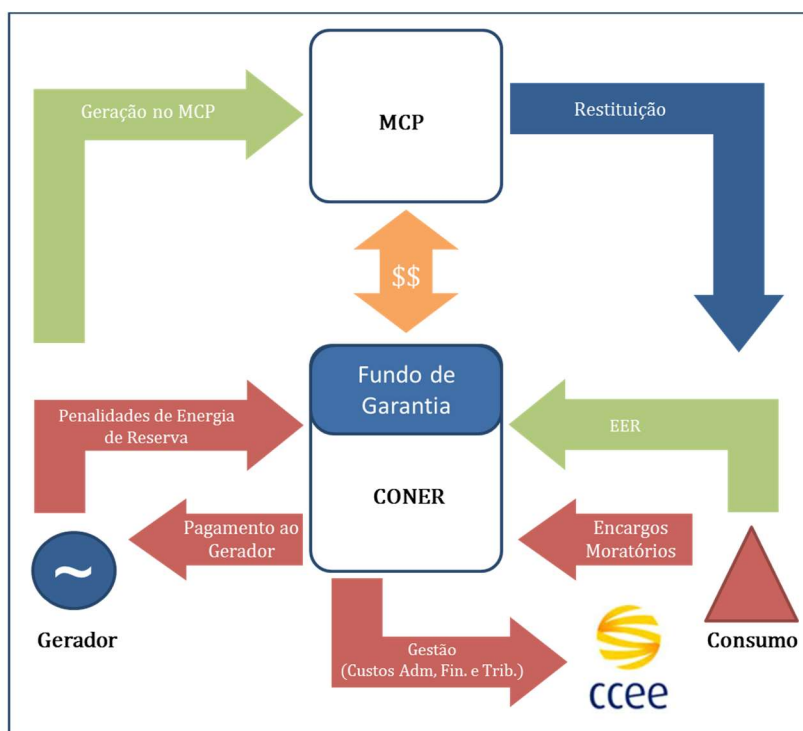 Geração no MCP
MCP
Restituição
$$
Fundo de
Garantia
Penalidades de Energia
de Reserva
EER
CONER
Pagamento ao
Gerador
Encargos
Moratórios
~
Gerador
Gestão
(Custos Adm, Fin. e Trib.)
ccee
Consumo